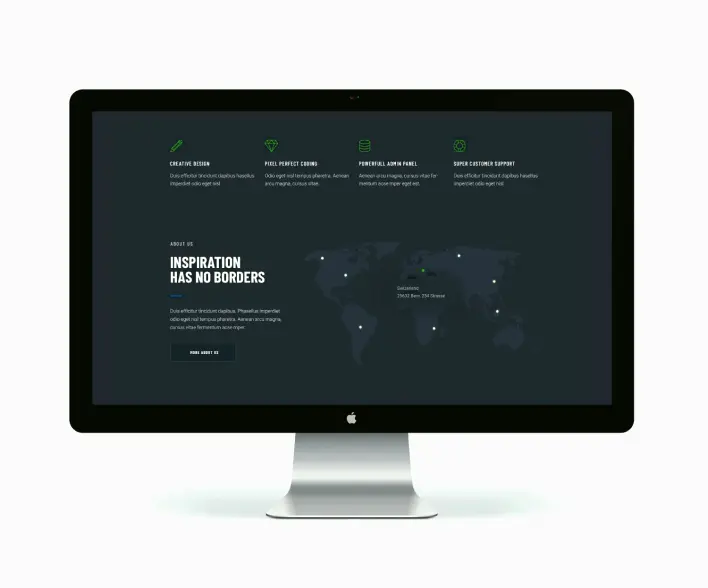 CREATIVE DESIGN
Duis efficitur tincidunt dapibus hasellus
imperdiet odio eget nisl
PIXEL PERFECT CODING
Odio eget nisl tempus pharetra. Aenean
arcu magna, cursus vitae.
POWERFULL ADMIN PANEL
Aenean arcu magna, cursus vitae fer
mentum acse mper eget est.
SUPER CUSTOMER SUPPORT
Duis efficitur tincidunt dapibus hasellus
imperdiet odio eget nisl
ABOUT US
INSPIRATION
HAS NO BORDERS
Duis efficitur tincidunt dapibus. Phasellus imperdiet
odio eget nisl tempus pharetra. Aenean arcu magna,
cursus vitae fermentum acse mper.
MORE ABOUT US
Switzerland
Bern, 234 Strasse